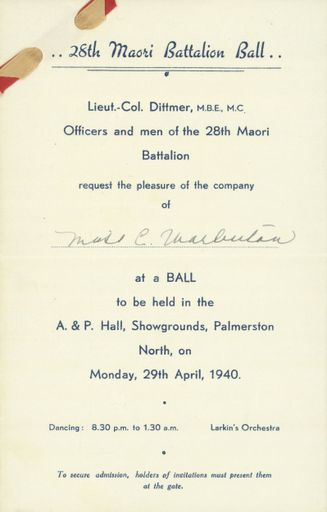 .. 28th Maori Battalion Ball ..
Lieut.-Col. Dittmer, M.B.E., M.C.
Officers and men of the 28th Maori
Battalion
request the pleasure of the company
of
Miss C. Warburton
at a BALL
to be held in the
A. & P. Hall, Showgrounds, Palmerston
North, on
Monday, 29th April, 1940.
Dancing: 8.30 p.m. to 1.30 a.m. Larkin's Orchestra
To secure admission, holders of invitations must present them
at the gate.